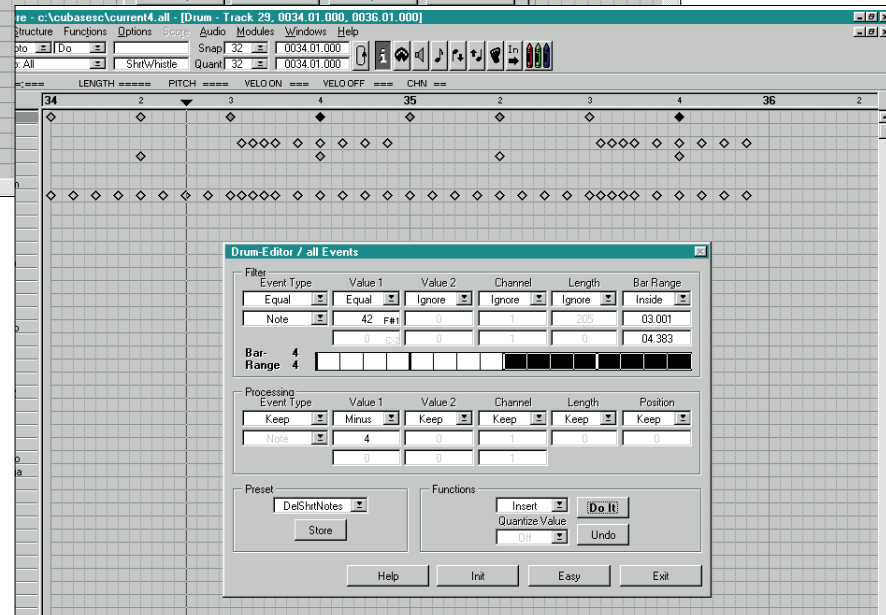 re - c:\cubasesc\current4.all - [Drum - Track 29, 0034.01.000, 0036.01.000]
Structure Functions Options Score Audio Modules Windows Help
oto Do Snap 32 0034.01.000
: All ShrtWhistle Quant 32 0034.01.000 i In
=:=== LENGTH ===== PITCH ==== VELO ON === VELO OFF === CHN ==
34 2 3 4 35 2 3 4 36 2
Drum-Editor / all Events
Filter
Event Type Value 1 Value 2 Channel Length Bar Range
Equal Equal Ignore Ignore Ignore Inside
Note 42 F#1 0 1 205 03.001
0 C-2 0 1 0 04.383
Bar- 4
Range 4
Processing
Event Type Value 1 Value 2 Channel Length Position
Keep Minus Keep Keep Keep Keep
Note 4 0 1 0 0
0 0 1
Preset Functions
DelShrtNotes Insert Do It
Quantize Value
Store Off Undo
Help Init Easy Exit